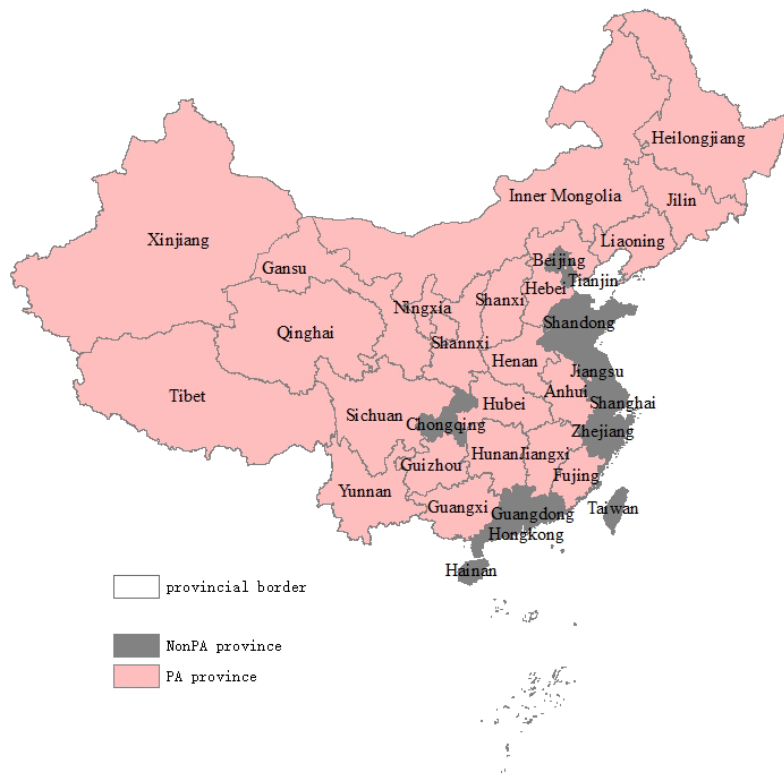 Heilongjiang
Inner Mongolia
Jilin
Xinjiang
Liaoning
Beijing
Gansu
Tianjin
Hebei
Ningxia
Shanxi
Shandong
Qinghai
Shannxi
Henan
Jiangsu
Anhui
Tibet
Hubei
Shanghai
Sichuan
Chongqing
Zhejiang
Hunan
Jiangxi
Guizhou
Fujing
Yunnan
Guangxi
Guangdong
Taiwan
Hongkong
Hainan
provincial border
NonPA province
PA province